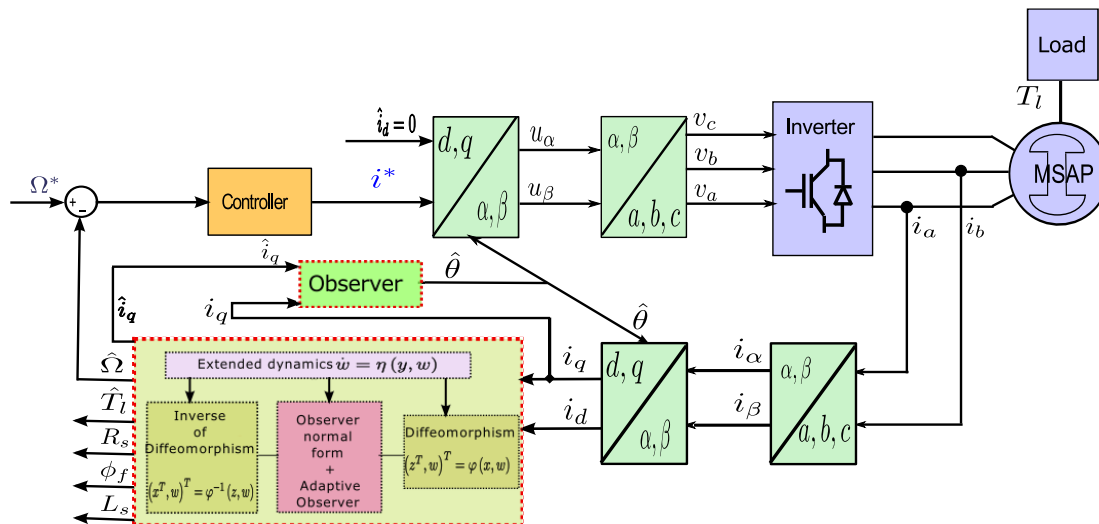 Load
T_l
î_d = 0
d, q
α, β
u_α
u_β
α, β
a, b, c
v_c
v_b
v_a
Inverter
MSAP
Ω*
+
-
Controller
i*
i_a
i_b
î_q
Observer
θ̂
î_q
i_q
θ̂
Ω̂
T̂_l
R_s
ϕ_f
L_s
Extended dynamics ẇ = η (y, w)
Inverse
of
Diffeomorphism
(x^T, w)^T = φ^{-1} (z, w)
Observer
normal
form
+
Adaptive
Observer
Diffeomorphism
(z^T, w)^T = φ (x, w)
i_q
i_d
d, q
α, β
i_α
i_β
α, β
a, b, c